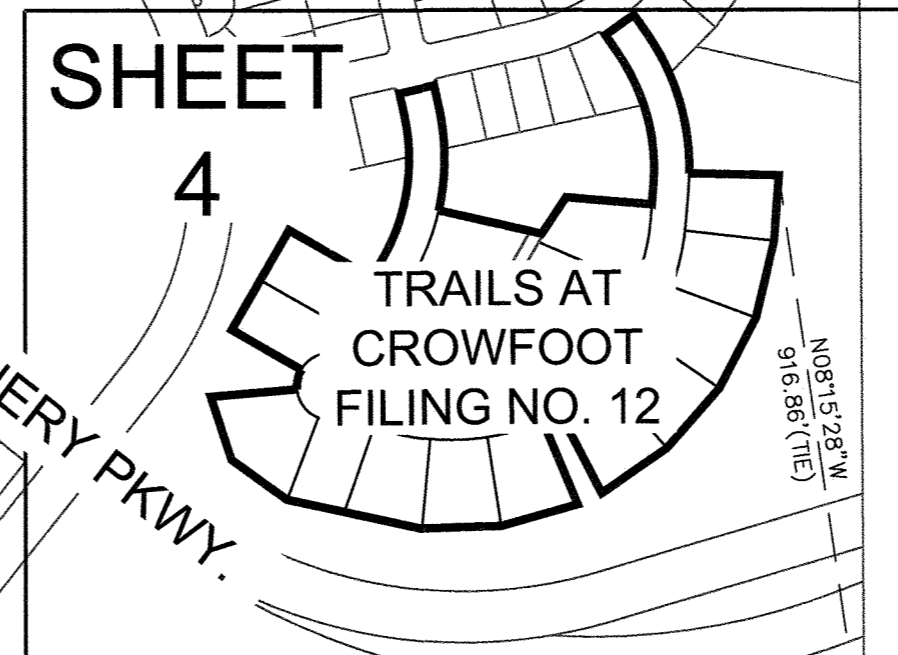 SHEET
4
TRAILS AT
CROWFOOT
FILING NO. 12
N08°15'28"W
916.86'(TIE)
ERY PKWY.